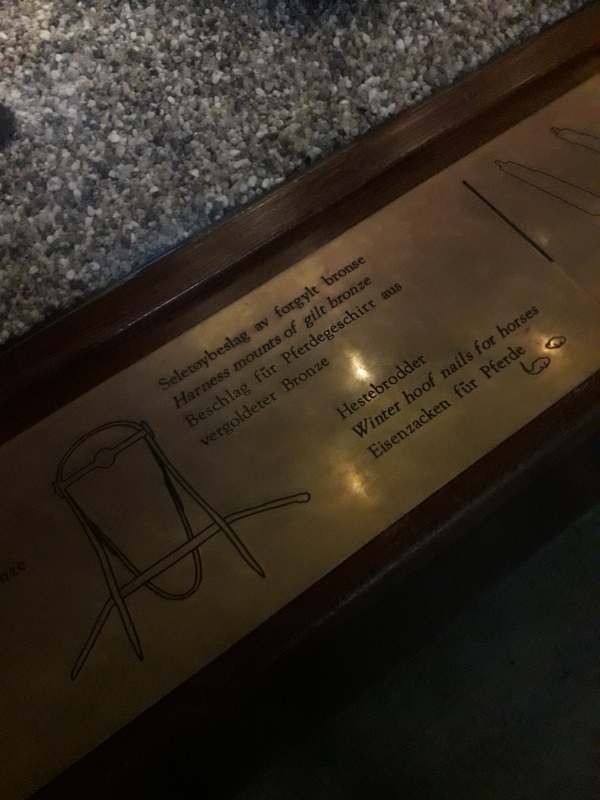 Seletøybeslag av forgylt bronse
Harness mounts of gilt bronze
Beschlag für Pferdegeschirr aus
vergoldeter Bronze
Hestebrodder
Winter hoof nails for horses
Eisenzacken für Pferde